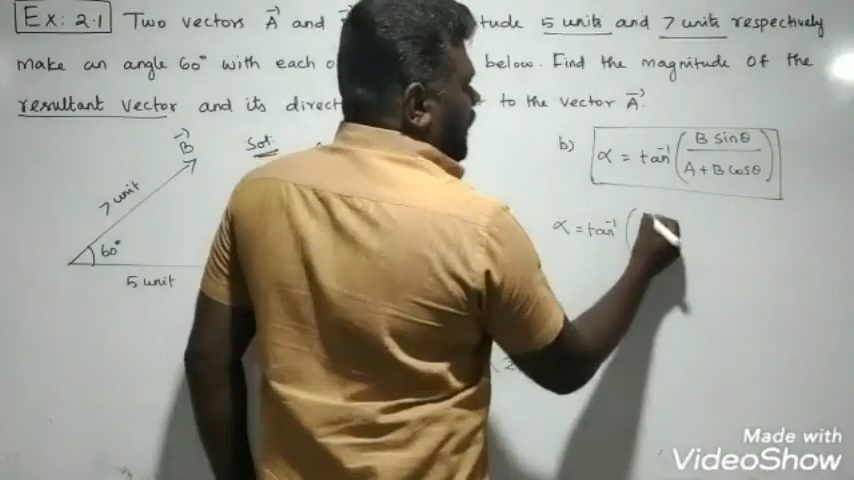 Ex: 2.1 Two vectors A⃗ and tude 5 units and 7 units respectively
make an angle 60° with each o below. Find the magnitude of the
resultant vector and its direct to the vector A⃗.
B⃗
7 unit
60°
5 unit
Sol:
b) α = tan⁻¹ (B sinθ / A + B cosθ)
α = tan⁻¹ (
Made with
VideoShow